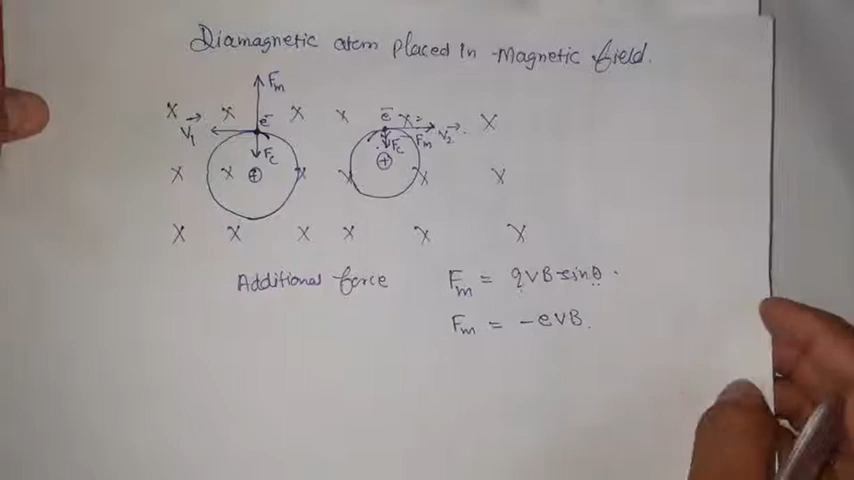 Diamagnetic atom placed in Magnetic field.
Fm
X X X X X X
V₁ e⁻ e⁻ V₂
Fc Fc Fm
X X + X X + X X
X X X X X X
Additional force Fm = qvB sinθ
Fm = -evB.